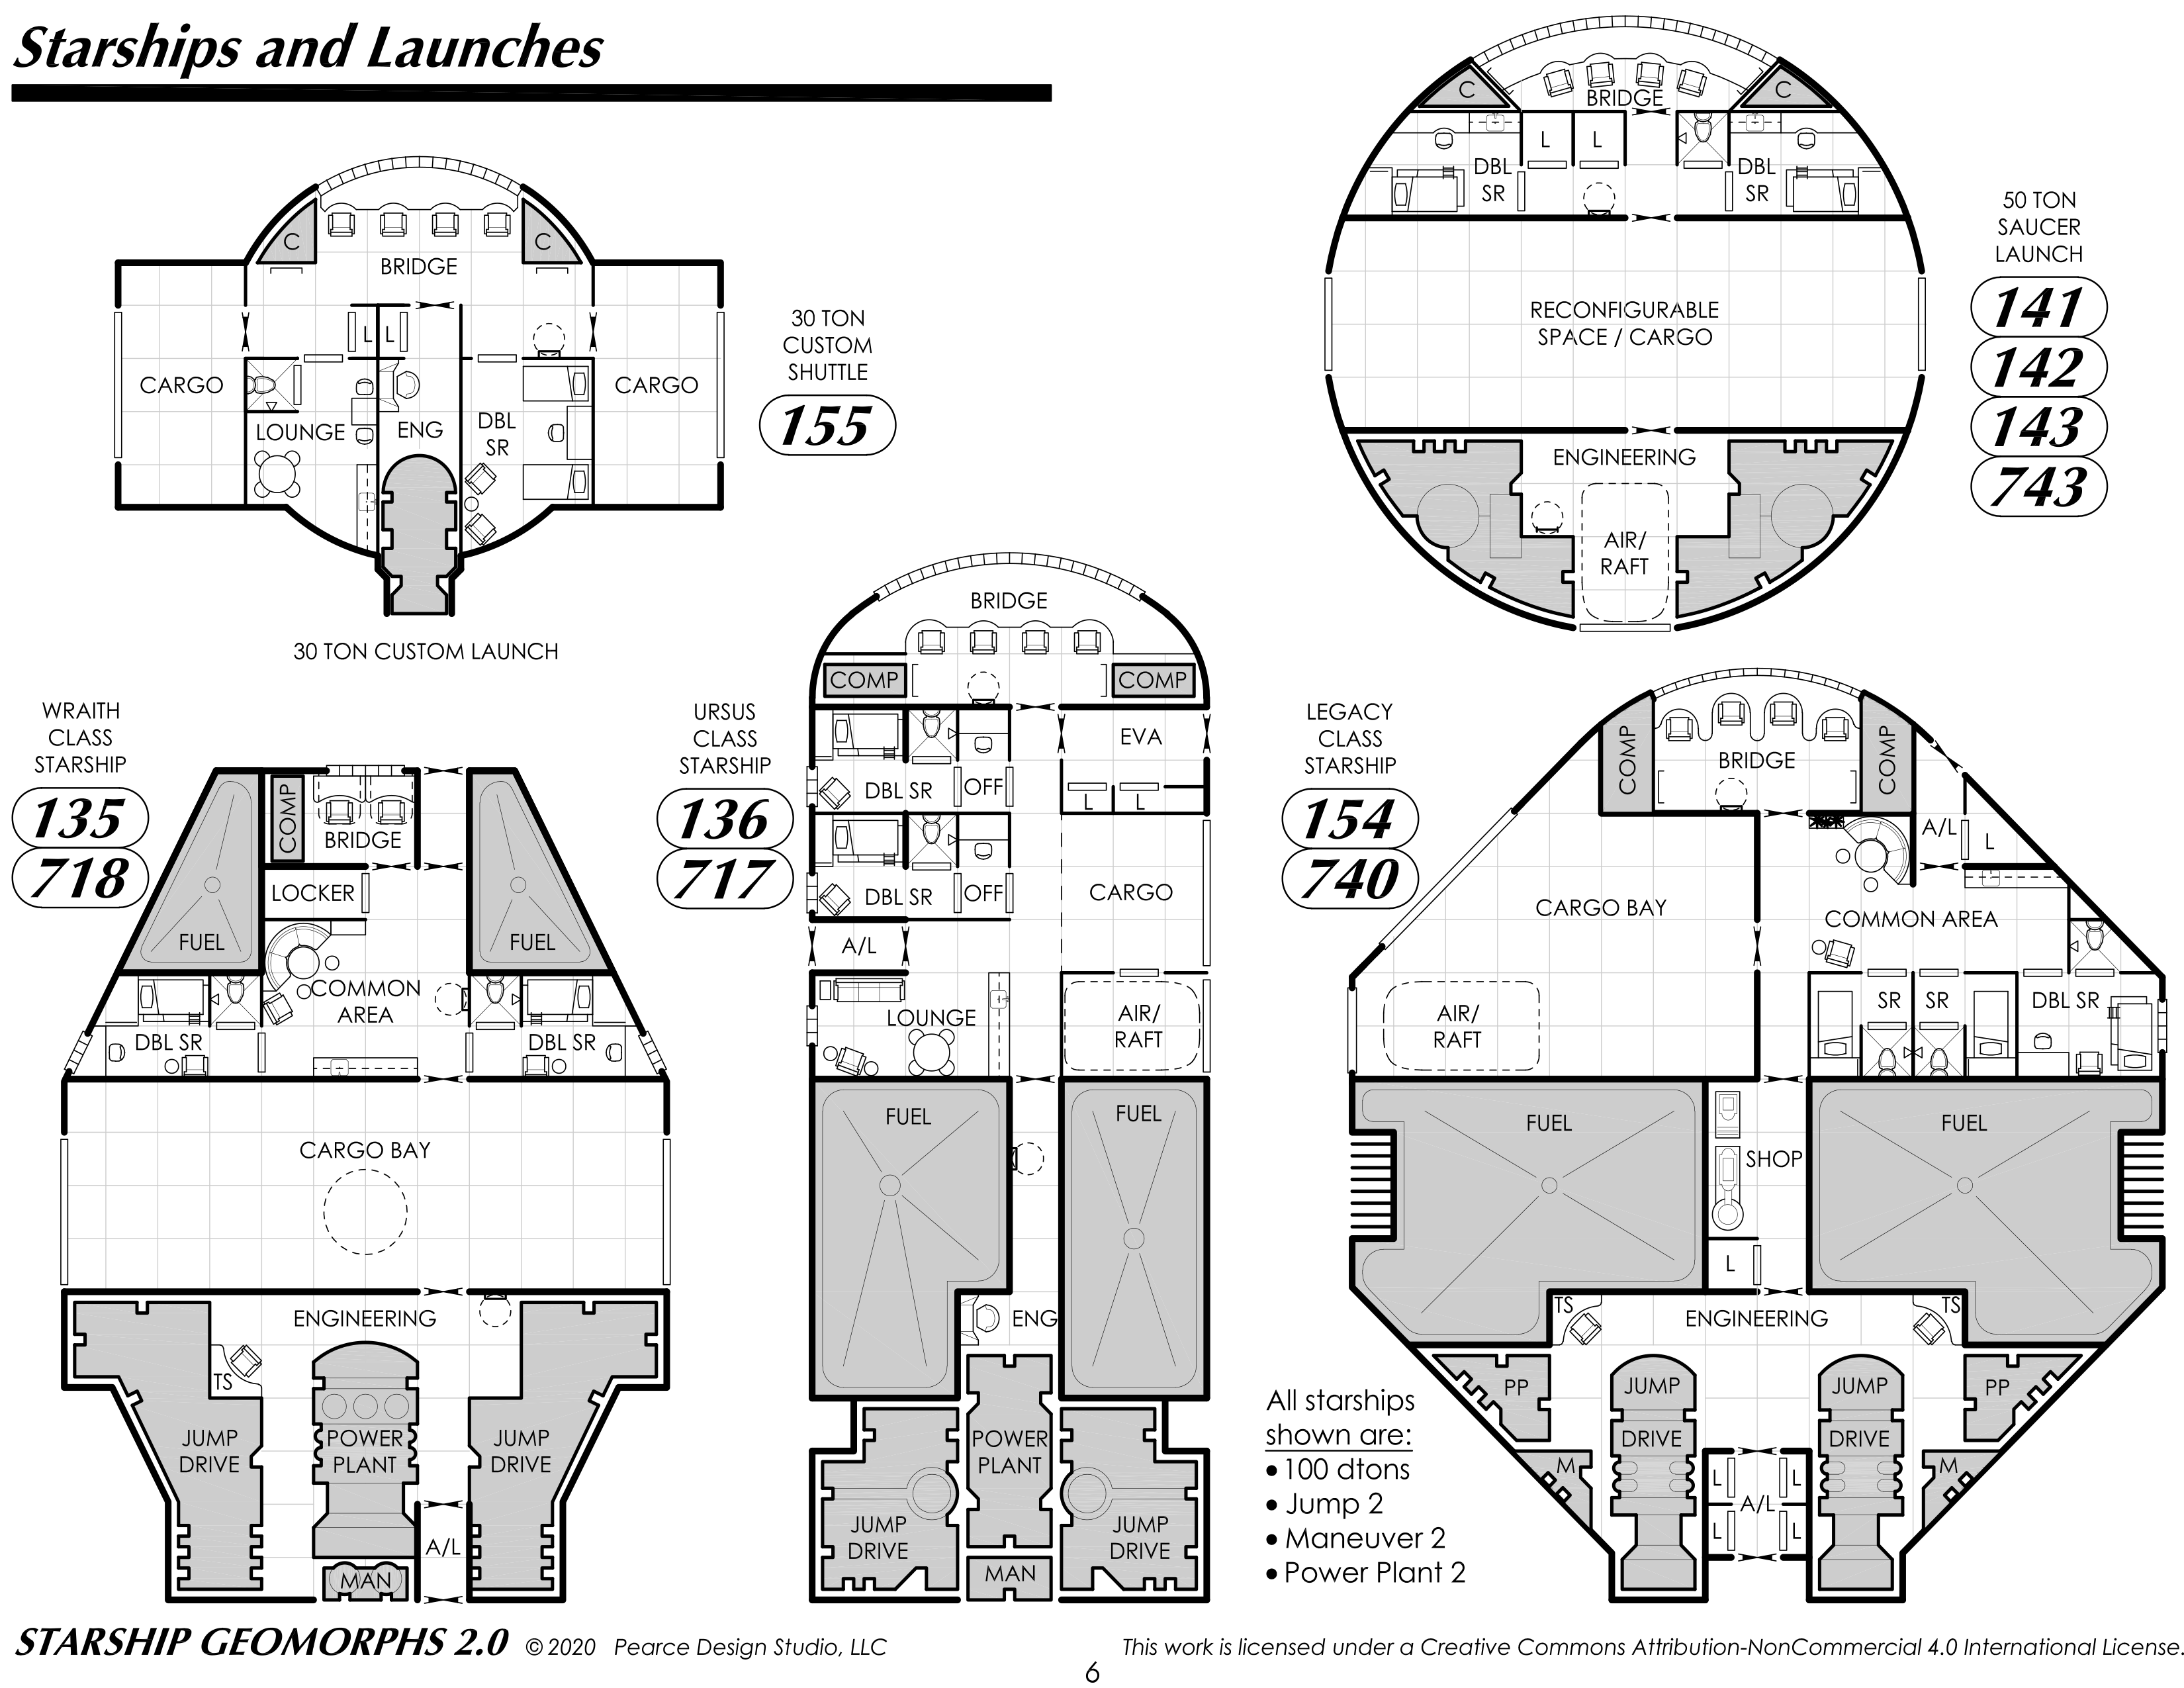 Starships and Launches
C
C
BRIDGE
L
L
CARGO
CARGO
LOUNGE
ENG
DBL
SR
30 TON
CUSTOM
SHUTTLE
155
30 TON CUSTOM LAUNCH
C
C
BRIDGE
L
L
DBL
SR
DBL
SR
RECONFIGURABLE
SPACE / CARGO
ENGINEERING
AIR/
RAFT
50 TON
SAUCER
LAUNCH
141
142
143
743
WRAITH
CLASS
STARSHIP
135
718
COMP
BRIDGE
LOCKER
FUEL
FUEL
COMMON
AREA
DBL SR
DBL SR
CARGO BAY
ENGINEERING
TS
JUMP
DRIVE
POWER
PLANT
JUMP
DRIVE
A/L
MAN
URSUS
CLASS
STARSHIP
136
717
BRIDGE
COMP
COMP
EVA
DBL SR
OFF
L
L
DBL SR
OFF
CARGO
A/L
LOUNGE
AIR/
RAFT
FUEL
FUEL
ENG
POWER
PLANT
JUMP
DRIVE
JUMP
DRIVE
MAN
LEGACY
CLASS
STARSHIP
154
740
COMP
BRIDGE
COMP
A/L
L
CARGO BAY
COMMON AREA
AIR/
RAFT
SR
SR
DBL SR
FUEL
FUEL
SHOP
L
TS
ENGINEERING
TS
PP
JUMP
DRIVE
JUMP
DRIVE
PP
M
M
L
L
A/L
L
L
All starships
shown are:
• 100 dtons
• Jump 2
• Maneuver 2
• Power Plant 2
STARSHIP GEOMORPHS 2.0 © 2020 Pearce Design Studio, LLC
This work is licensed under a Creative Commons Attribution-NonCommercial 4.0 International License.
6